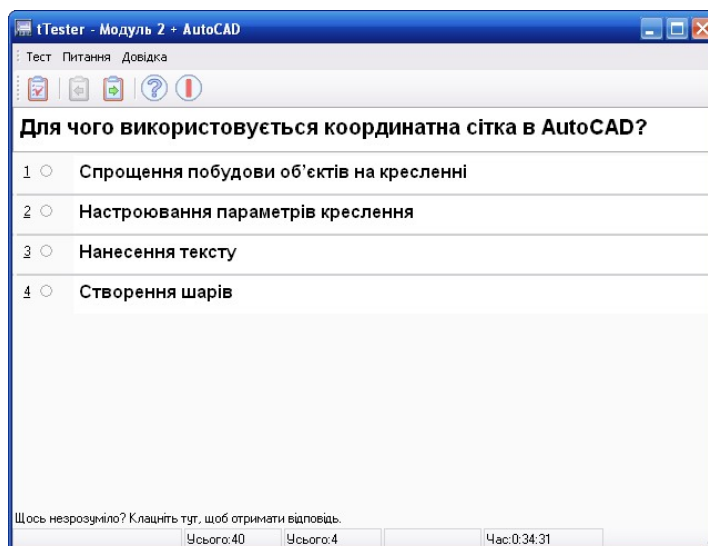 tTester - Модуль 2 + AutoCAD
Тест Питання Довідка
Для чого використовується координатна сітка в AutoCAD?
1 Спрощення побудови об'єктів на кресленні
2 Настроювання параметрів креслення
3 Нанесення тексту
4 Створення шарів
Щось незрозуміло? Клацніть тут, щоб отримати відповідь.
Усього:40 Усього:4 Час:0:34:31